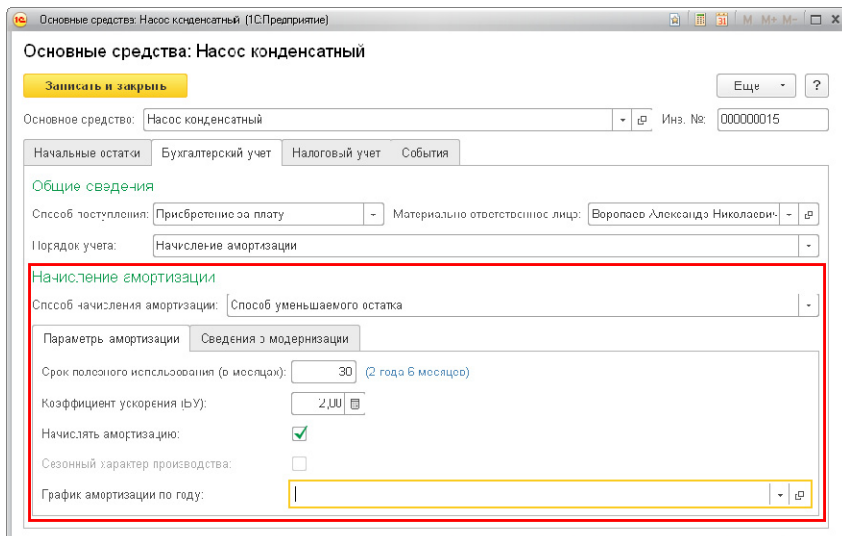 Основные средства: Насос конденсатный (1С:Предприятие) M M+ M-
Основные средства: Насос конденсатный
Записать и закрыть Еще ?
Основное средство: Насос конденсатный Инв. №: 000000015
Начальные остатки Бухгалтерский учет Налоговый учет События
Общие сведения
Способ поступления: Приобретение за плату Материально ответственное лицо: Воропаев Александр Николаевич
Порядок учета: Начисление амортизации
Начисление амортизации
Способ начисления амортизации: Способ уменьшаемого остатка
Параметры амортизации Сведения о модернизации
Срок полезного использования (в месяцах): 30 (2 года 6 месяцев)
Коэффициент ускорения (БУ): 2,00
Начислять амортизацию:
Сезонный характер производства:
График амортизации по году: